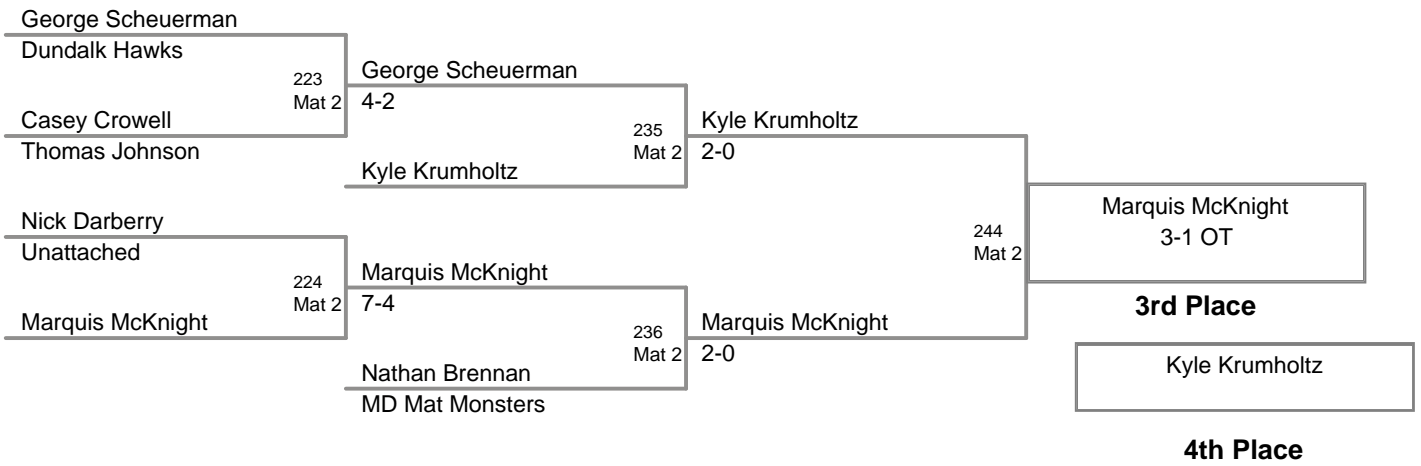 George Scheuerman
Dundalk Hawks
223
Mat 2
George Scheuerman
4-2
Casey Crowell
Thomas Johnson
235
Mat 2
Kyle Krumholtz
2-0
Kyle Krumholtz
Nick Darberry
Unattached
224
Mat 2
Marquis McKnight
7-4
Marquis McKnight
236
Mat 2
Marquis McKnight
2-0
Nathan Brennan
MD Mat Monsters
244
Mat 2
Marquis McKnight
3-1 OT
3rd Place
Kyle Krumholtz
4th Place